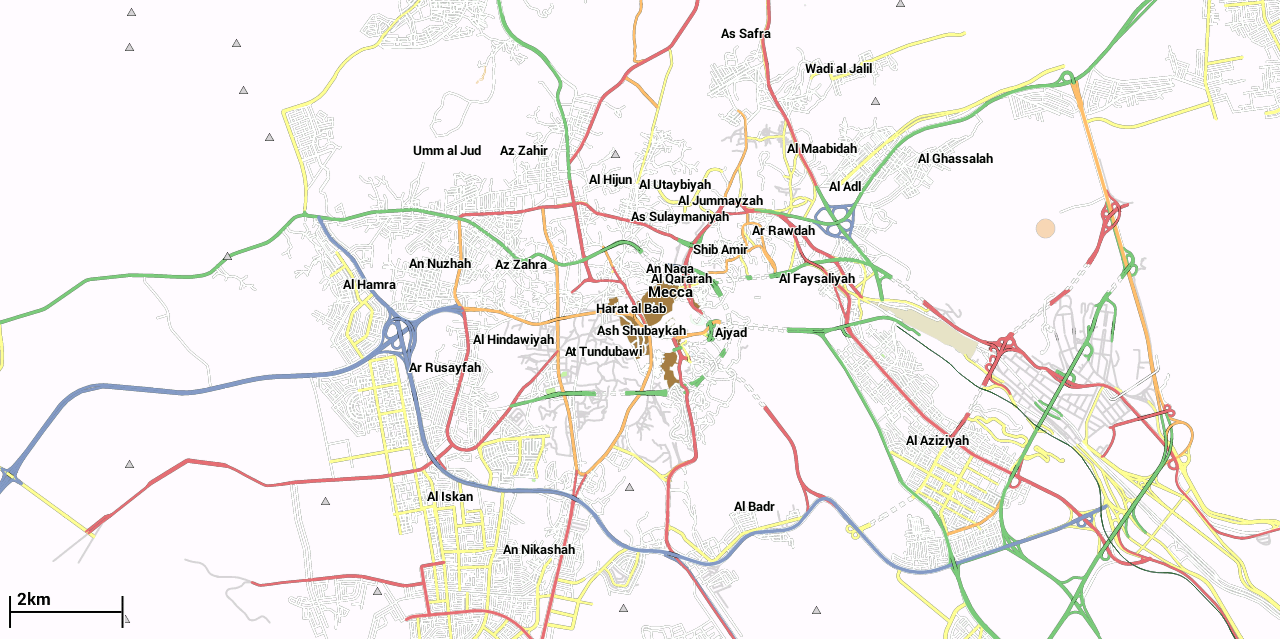 As Safra
Wadi al Jalil
Umm al Jud
Az Zahir
Al Maabidah
Al Ghassalah
Al Hijun
Al Utaybiyah
Al Adl
Al Jummayzah
As Sulaymaniyah
Ar Rawdah
Shib Amir
An Nuzhah
Az Zahra
An Naqa
Al Qararah
Al Faysaliyah
Al Hamra
Mecca
Harat al Bab
Ash Shubaykah
Ajyad
Al Hindawiyah
At Tundubawi
Ar Rusayfah
Al Aziziyah
Al Iskan
Al Badr
An Nikashah
2km